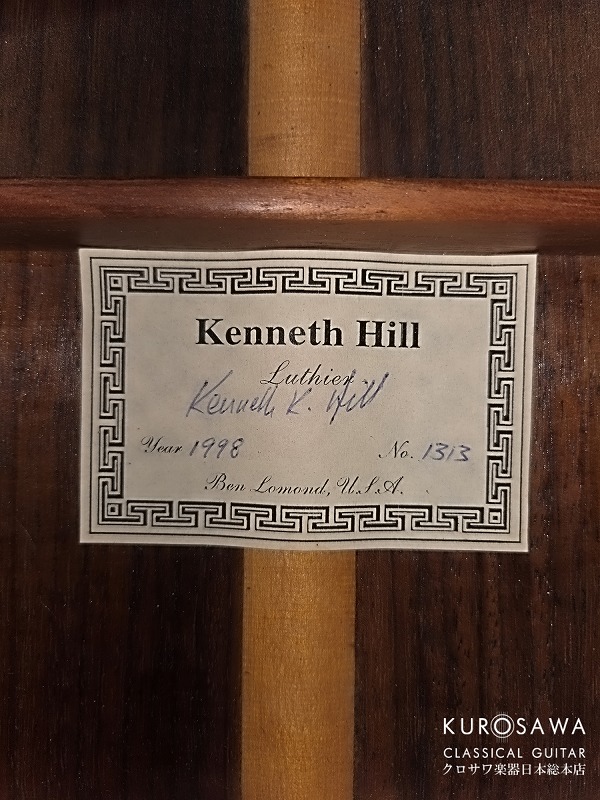 Kenneth Hill
Luthier
Kenneth K. Hill
Year 1998 No. 1313
Ben Lomond, U.S.A.
KUROSAWA
CLASSICAL GUITAR
クロサワ楽器日本総本店